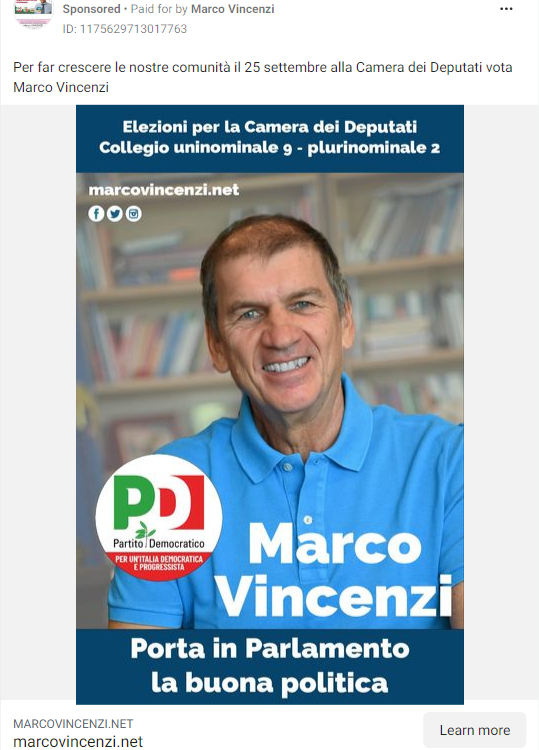 Sponsored • Paid for by Marco Vincenzi
ID: 1175629713017763
Per far crescere le nostre comunità il 25 settembre alla Camera dei Deputati vota
Marco Vincenzi
Elezioni per la Camera dei Deputati
Collegio uninominale 9 - plurinominale 2
marcovincenzi.net
PD
Partito Democratico
PER UN'ITALIA DEMOCRATICA
E PROGRESSISTA
Marco
Vincenzi
Porta in Parlamento
la buona politica
MARCOVINCENZI.NET
marcovincenzi.net
Learn more